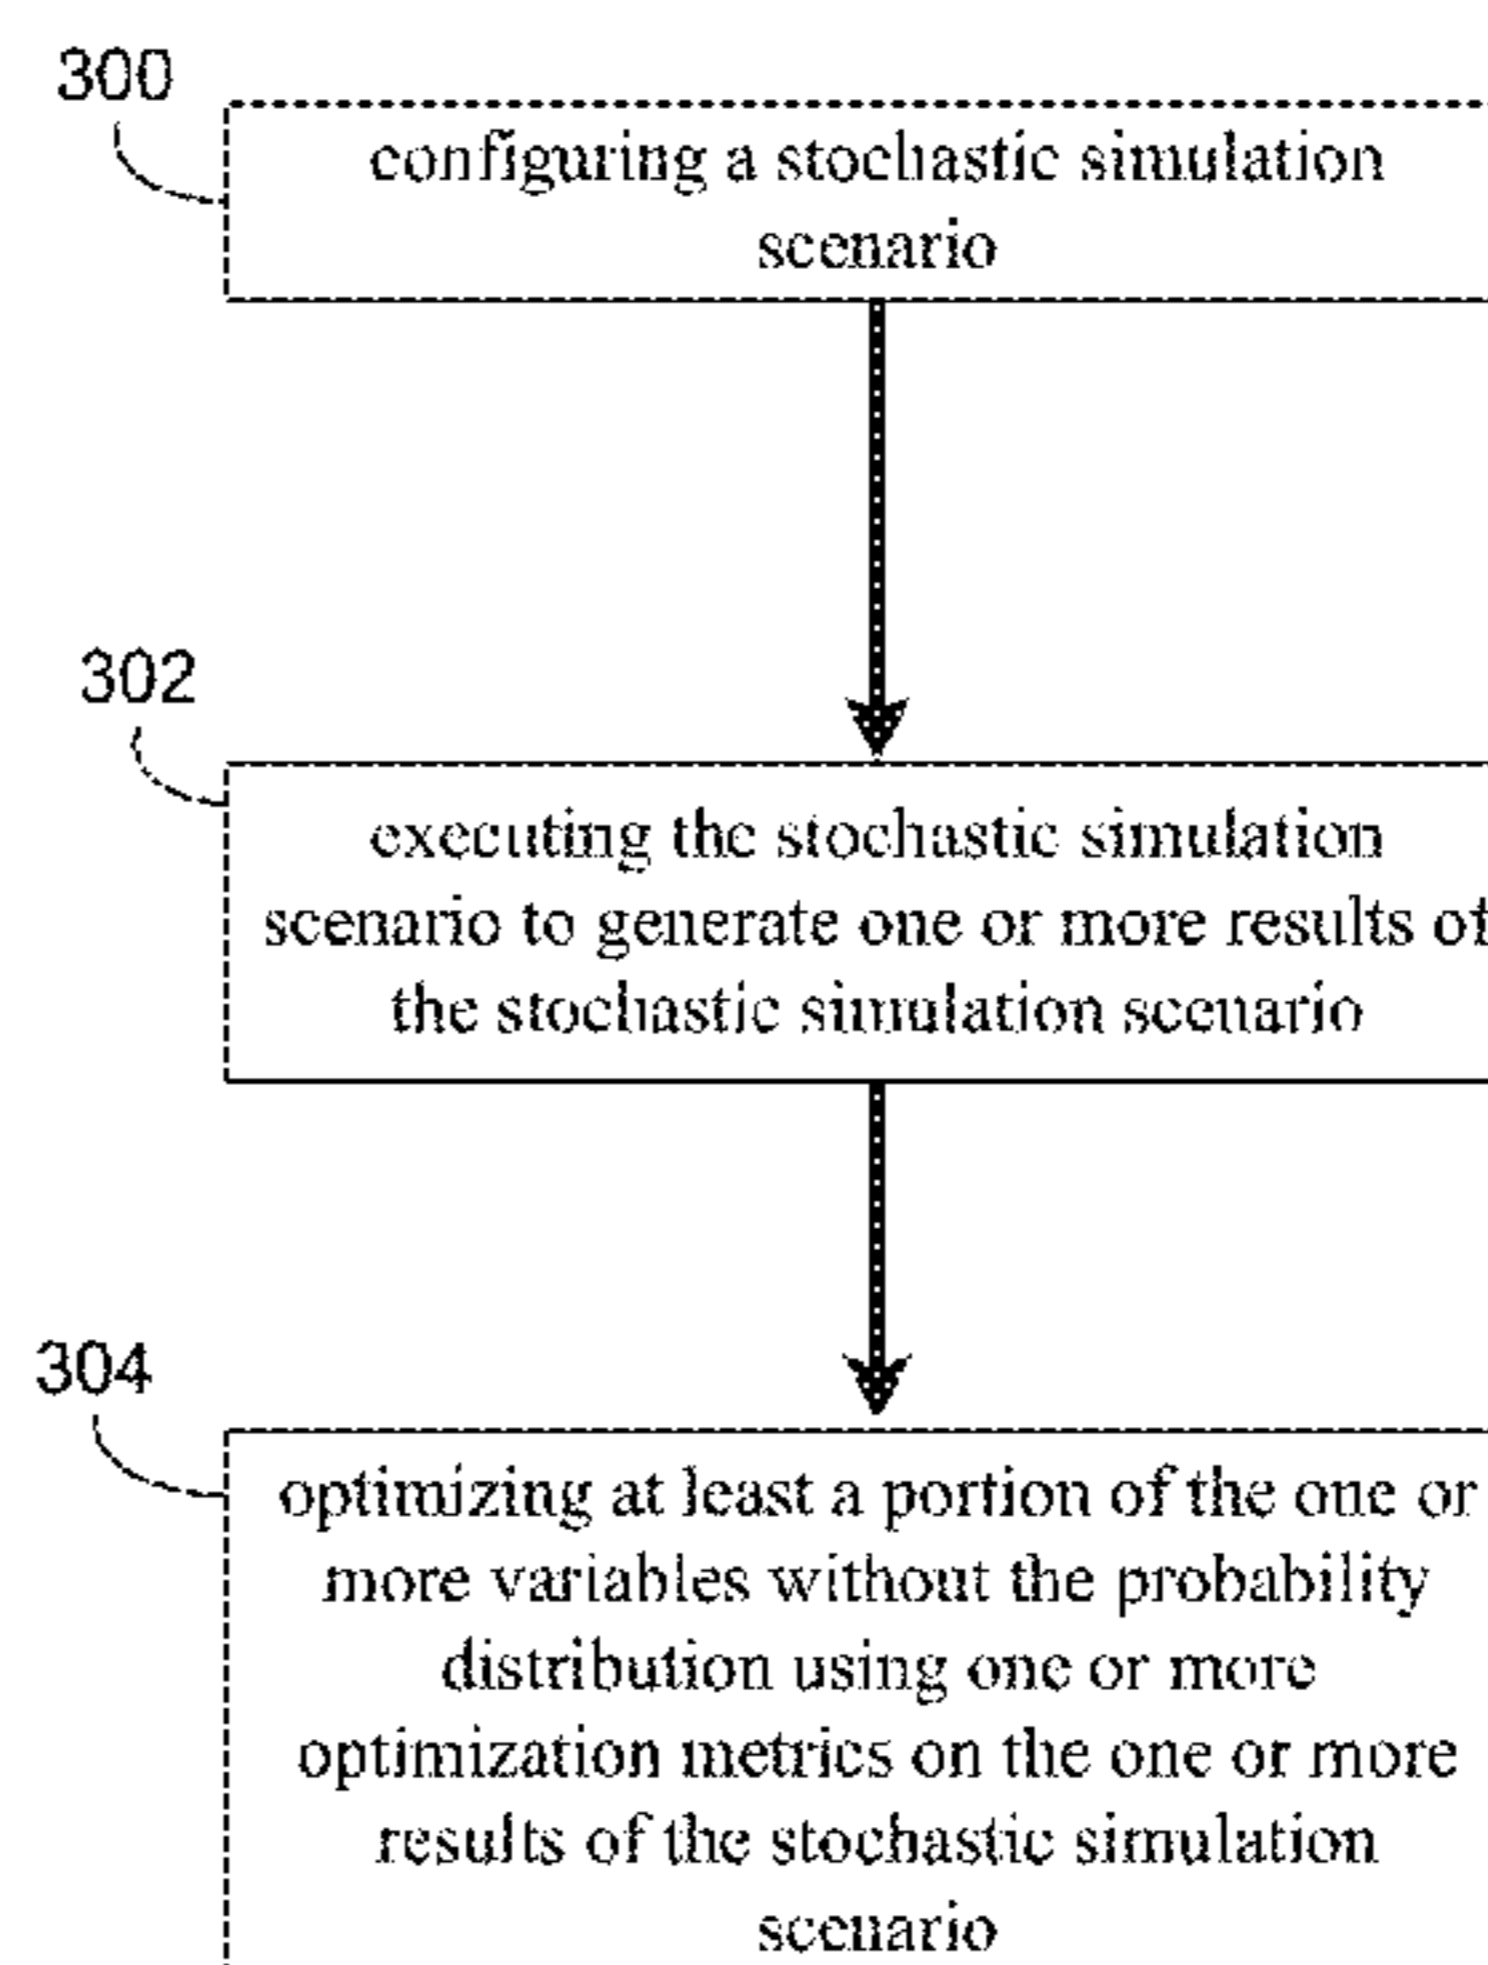 300
configuring a stochastic simulation
scenario
302
executing the stochastic simulation
scenario to generate one or more results of
the stochastic simulation scenario
304
optimizing at least a portion of the one or
more variables without the probability
distribution using one or more
optimization metrics on the one or more
results of the stochastic simulation
scenario